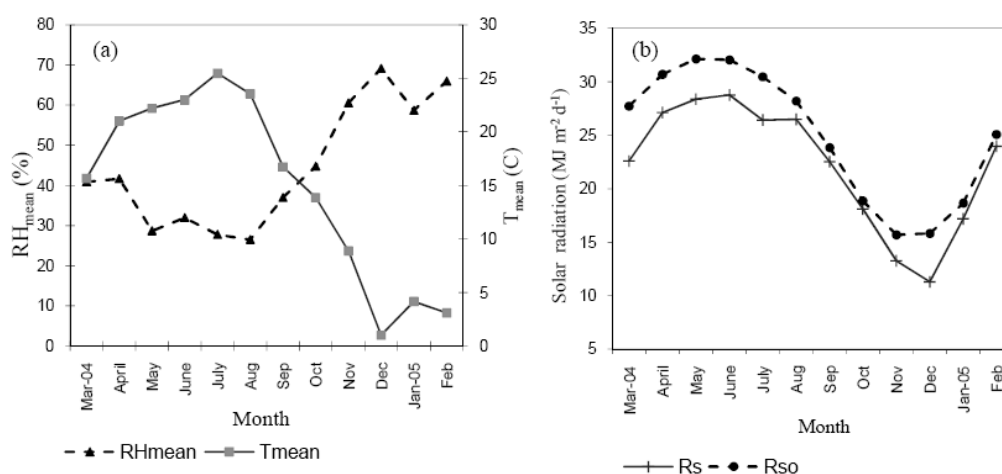 (a)
80
70
60
50
40
30
20
10
0
RHmean (%)
30
25
20
15
10
5
0
Tmean (C)
Mar-04
April
May
June
July
Aug
Sep
Oct
Nov
Dec
Jan-05
Feb
Month
RHmean Tmean
(b)
35
30
25
20
15
10
5
Solar radiation (MJ m-2 d-1)
Mar-04
April
May
June
July
Aug
Sep
Oct
Nov
Dec
Jan-05
Feb
Month
Rs Rso